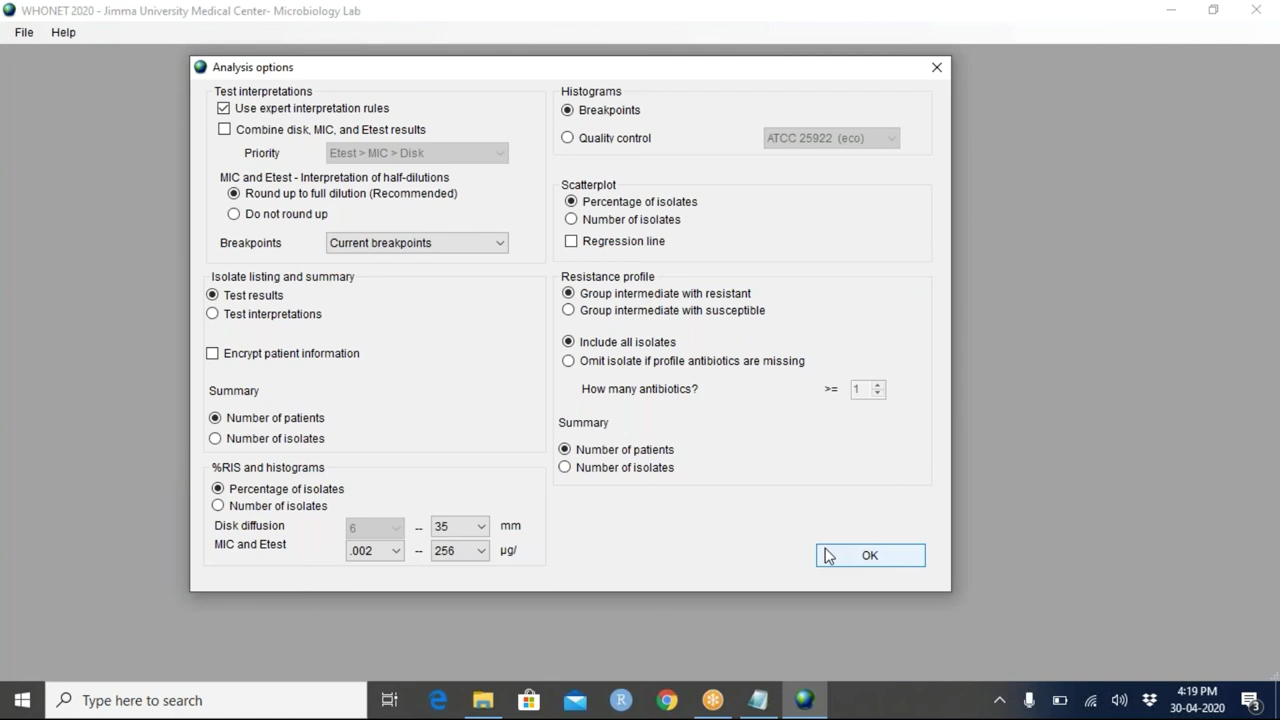 WHONET 2020 - Jimma University Medical Center- Microbiology Lab
File Help
Analysis options
Test interpretations
Use expert interpretation rules
Combine disk, MIC, and Etest results
Priority Etest > MIC > Disk
MIC and Etest - Interpretation of half-dilutions
Round up to full dilution (Recommended)
Do not round up
Breakpoints Current breakpoints
Isolate listing and summary
Test results
Test interpretations
Encrypt patient information
Summary
Number of patients
Number of isolates
%RIS and histograms
Percentage of isolates
Number of isolates
Disk diffusion 6 -- 35 mm
MIC and Etest .002 -- 256 µg/
Histograms
Breakpoints
Quality control ATCC 25922 (eco)
Scatterplot
Percentage of isolates
Number of isolates
Regression line
Resistance profile
Group intermediate with resistant
Group intermediate with susceptible
Include all isolates
Omit isolate if profile antibiotics are missing
How many antibiotics? >= 1
Summary
Number of patients
Number of isolates
OK
Type here to search
R
4:19 PM
30-04-2020
3